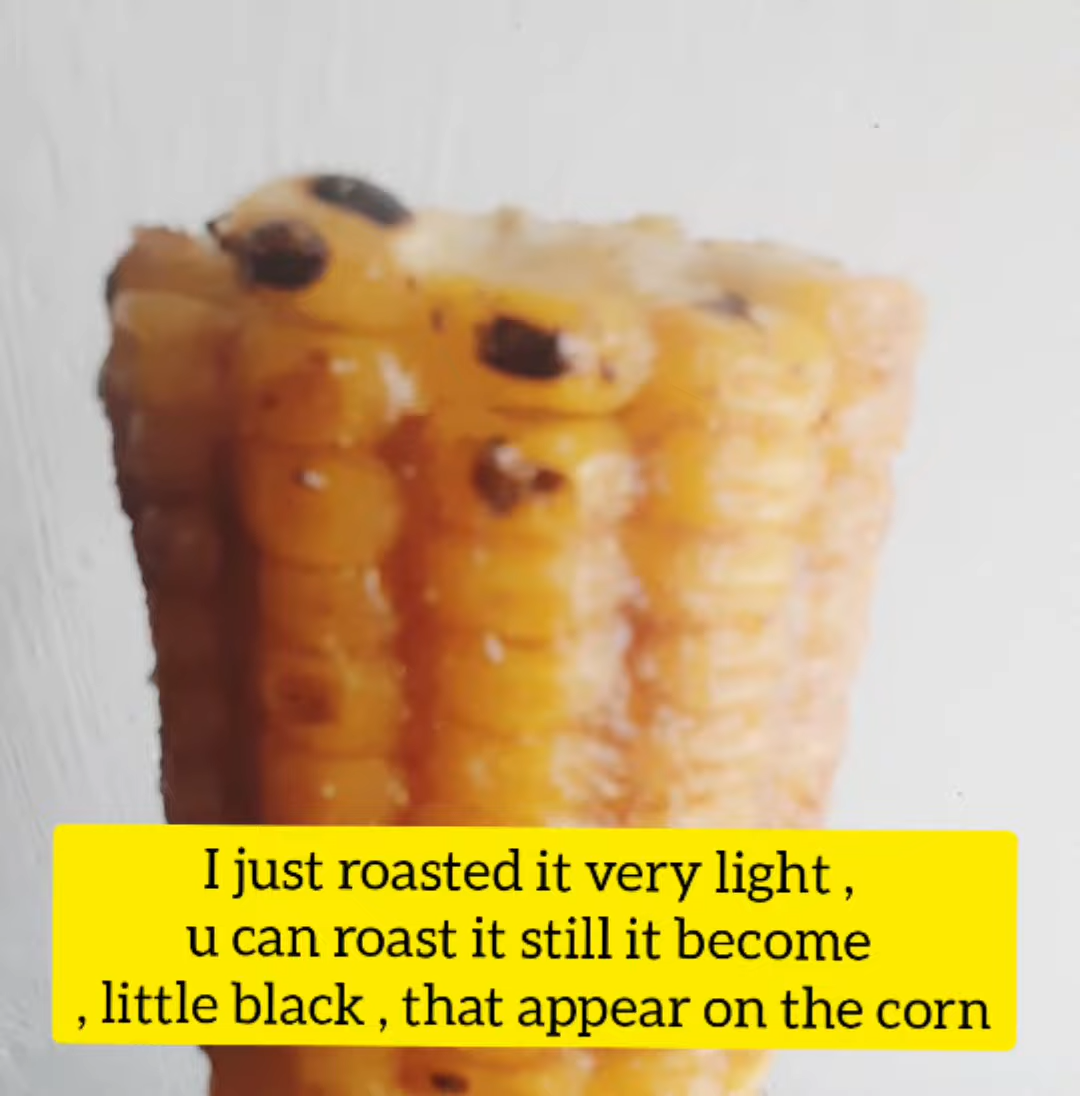 I just roasted it very light ,
u can roast it still it become
, little black , that appear on the corn